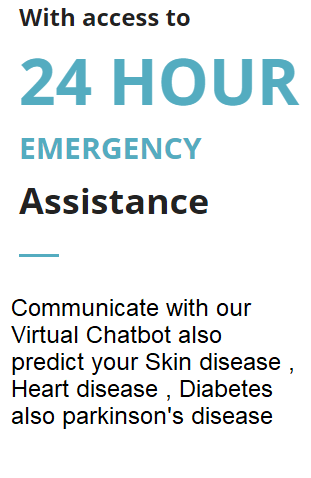 With access to
24 HOUR
EMERGENCY
Assistance
Communicate with our
Virtual Chatbot also
predict your Skin disease ,
Heart disease , Diabetes
also parkinson's disease